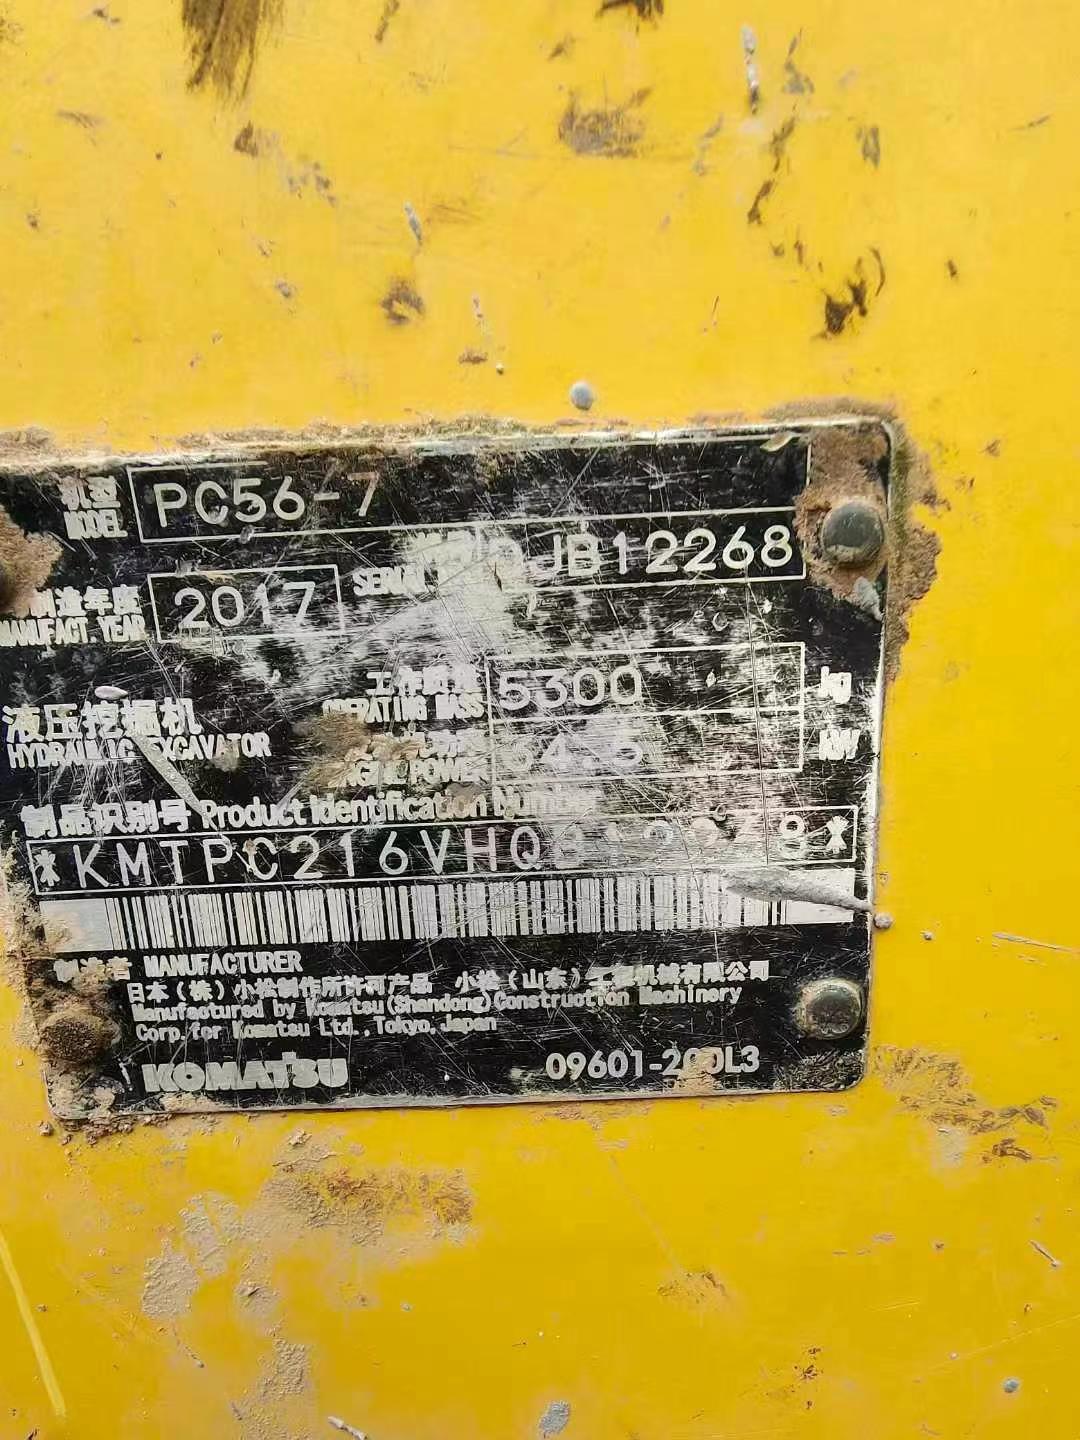 机型 PC56-7
MODEL
SERIAL DJB12268
制造年度 2017
MANUFACT. YEAR
工作质量 5300 kg
OPERATING MASS
液压挖掘机
HYDRAULIC EXCAVATOR
POWER kW
制品识别号 Product Identification Number
*KMTPC216VHQ
制造者 MANUFACTURER
日本(株)小松制作所许可产品 小松(山东)工程机械有限公司
Manufactured by Komatsu(Shandong)Construction Machinery
Corp.for Komatsu Ltd.,Tokyo,Japan
KOMATSU